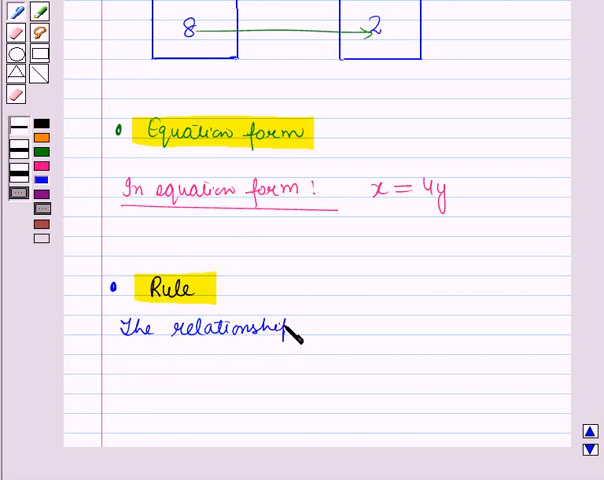 8 2
Equation form
In equation form : x = 4y
Rule
The relationship